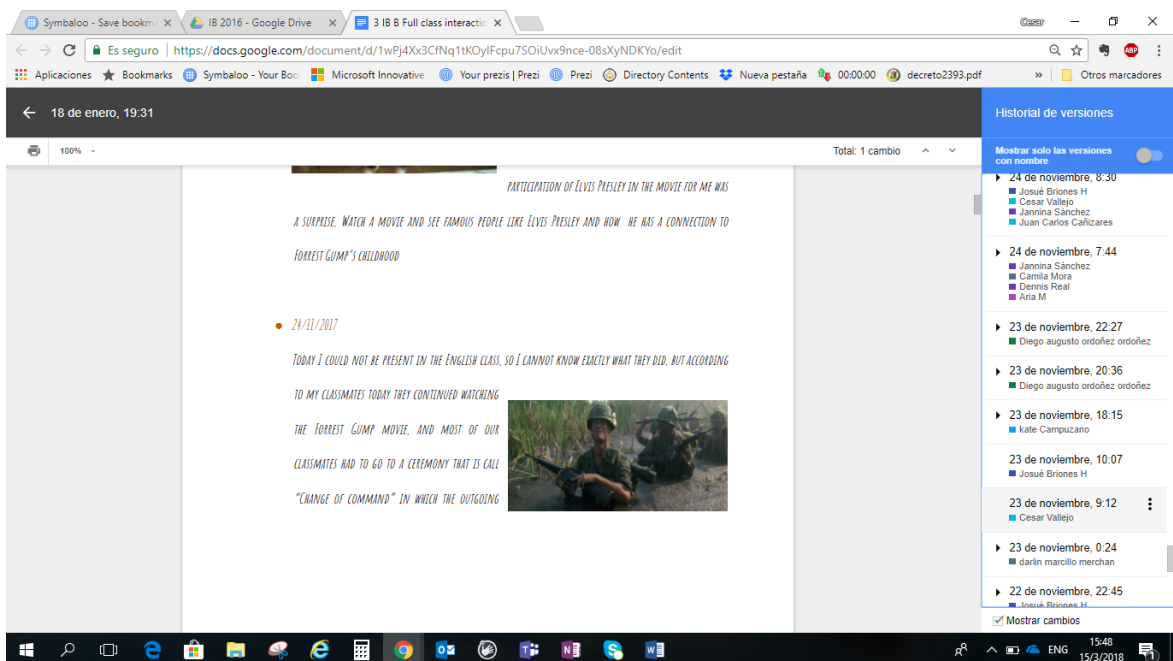 Symbaloo - Save bookm
IB 2016 - Google Drive
3 IB B Full class interactio
Cesar
Es seguro | https://docs.google.com/document/d/1wPj4Xx3CfNq1tKOyIFcpu7SOiUvx9nce-08sXyNDKYo/edit
Aplicaciones
Bookmarks
Symbaloo - Your Boo
Microsoft Innovative
Your prezis | Prezi
Prezi
Directory Contents
Nueva pestaña
00:00:00
decreto2393.pdf
»
Otros marcadores
18 de enero, 19:31
Historial de versiones
100%
Total: 1 cambio
Mostrar solo las versiones
con nombre
PARTICIPATION OF ELVIS PRESLEY IN THE MOVIE FOR ME WAS
A SURPRISE, WATCH A MOVIE AND SEE FAMOUS PEOPLE LIKE ELVIS PRESLEY AND HOW HE HAS A CONNECTION TO
FORREST GUMP'S CHILDHOOD
24/11/2017
TODAY I COULD NOT BE PRESENT IN THE ENGLISH CLASS, SO I CANNOT KNOW EXACTLY WHAT THEY DID, BUT ACCORDING
TO MY CLASSMATES TODAY THEY CONTINUED WATCHING
THE FORREST GUMP MOVIE, AND MOST OF OUR
CLASSMATES HAD TO GO TO A CEREMONY THAT IS CALL
"CHANGE OF COMMAND" IN WHICH THE OUTGOING
24 de noviembre, 8:30
Josué Briones H
Cesar Vallejo
Jannina Sánchez
Juan Carlos Cañizares
24 de noviembre, 7:44
Jannina Sánchez
Camila Mora
Dennis Real
Aria M
23 de noviembre, 22:27
Diego augusto ordoñez ordoñez
23 de noviembre, 20:36
Diego augusto ordoñez ordoñez
23 de noviembre, 18:15
kate Campuzano
23 de noviembre, 10:07
Josué Briones H
23 de noviembre, 9:12
Cesar Vallejo
23 de noviembre, 0:24
darlin marcillo merchan
22 de noviembre, 22:45
Josué Briones H
Mostrar cambios
ENG
15:48
15/3/2018